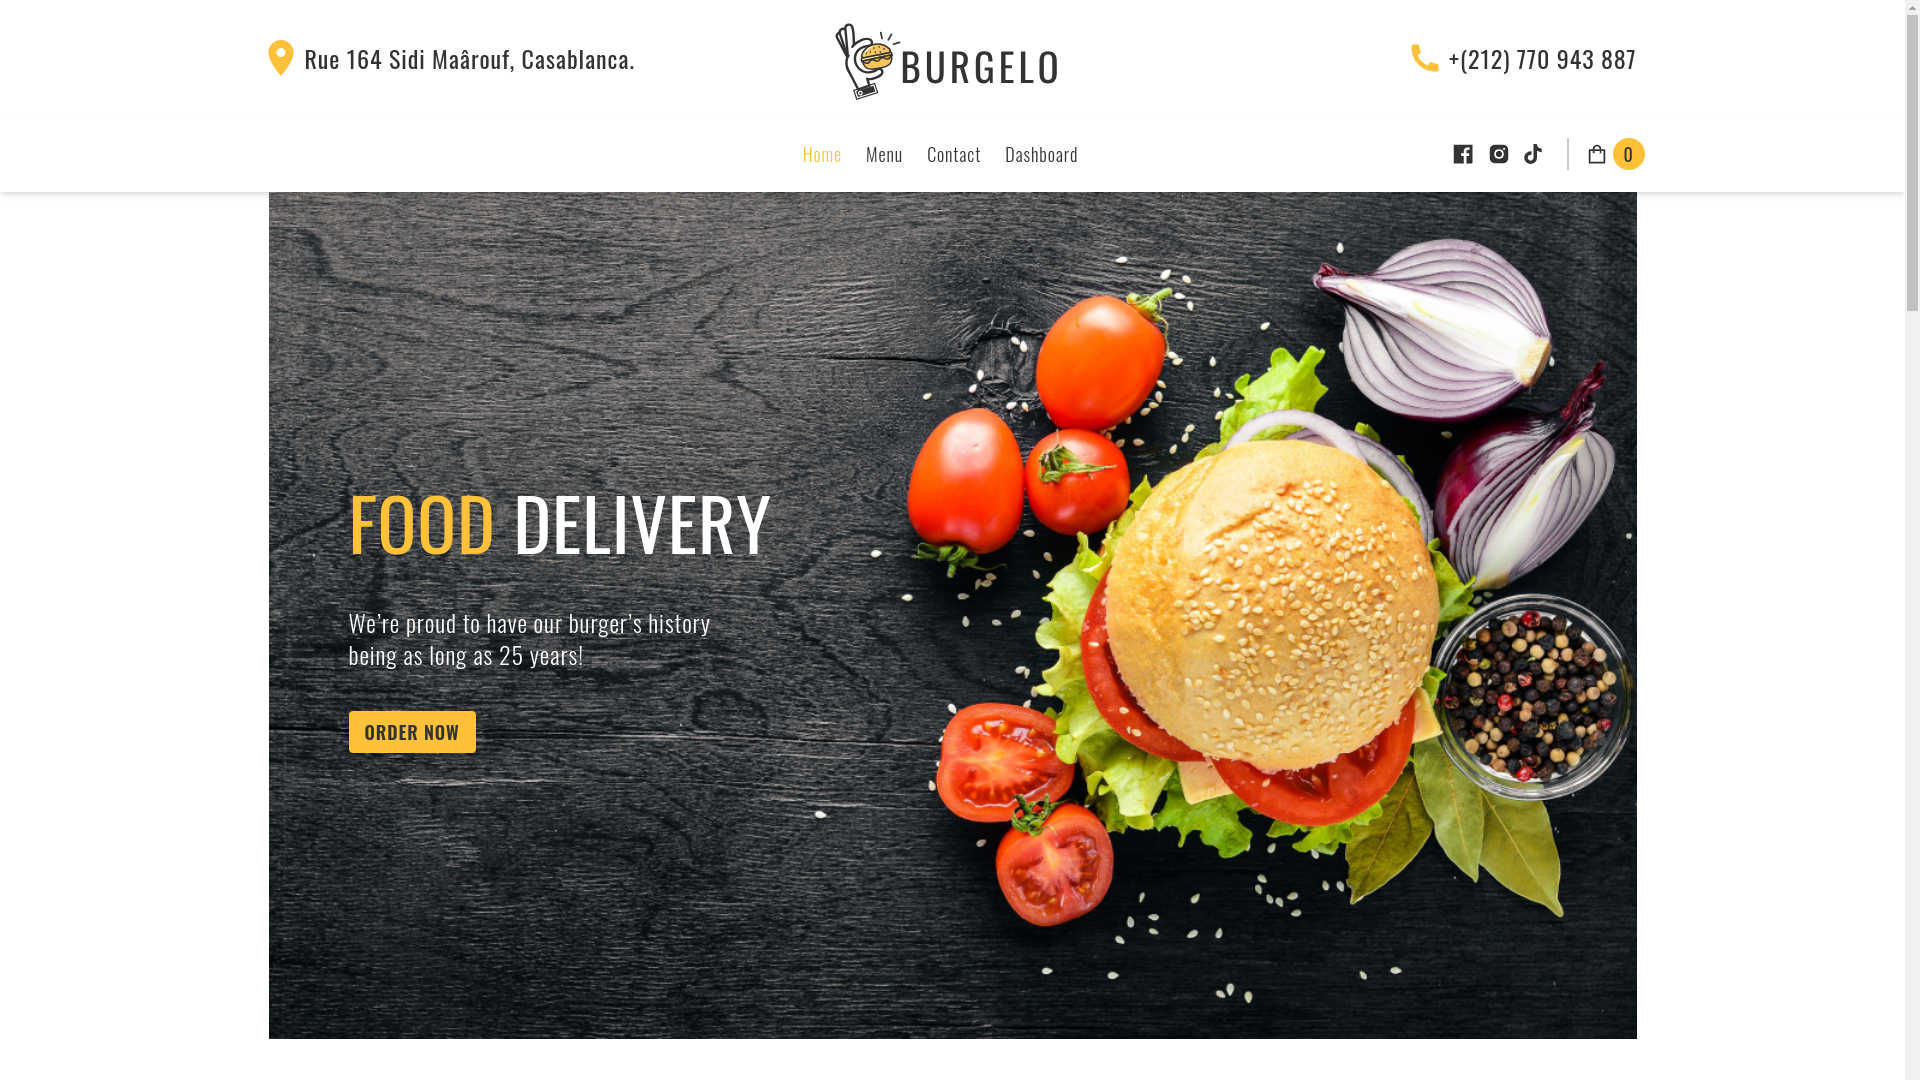 Rue 164 Sidi Maârouf, Casablanca.
BURGELO
+(212) 770 943 887
Home Menu Contact Dashboard
0
FOOD DELIVERY
We're proud to have our burger's history
being as long as 25 years!
ORDER NOW